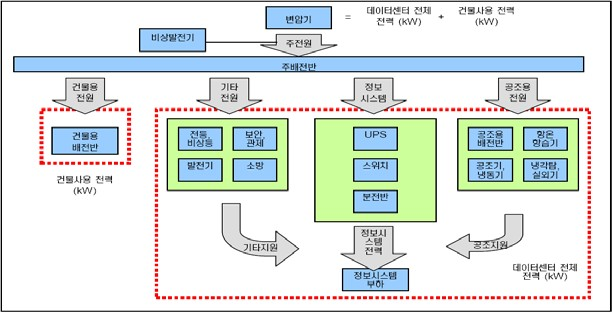 변압기 = 데이터센터 전체 + 건물사용 전력
전력 (kW) (kW)
비상발전기
주전원
주배전반
건물용
전원
기타
전원
정보
시스템
공조용
전원
건물용
배전반
전등,
비상등
보안
관제
발전기
소방
UPS
스위치
분전반
공조용
배전반
항온
항습기
공조기,
냉동기
냉각탑,
실외기
건물사용 전력
(kW)
기타지원
정보시스
템
전력
공조지원
정보시스템
부하
데이터센터 전체
전력 (kW)